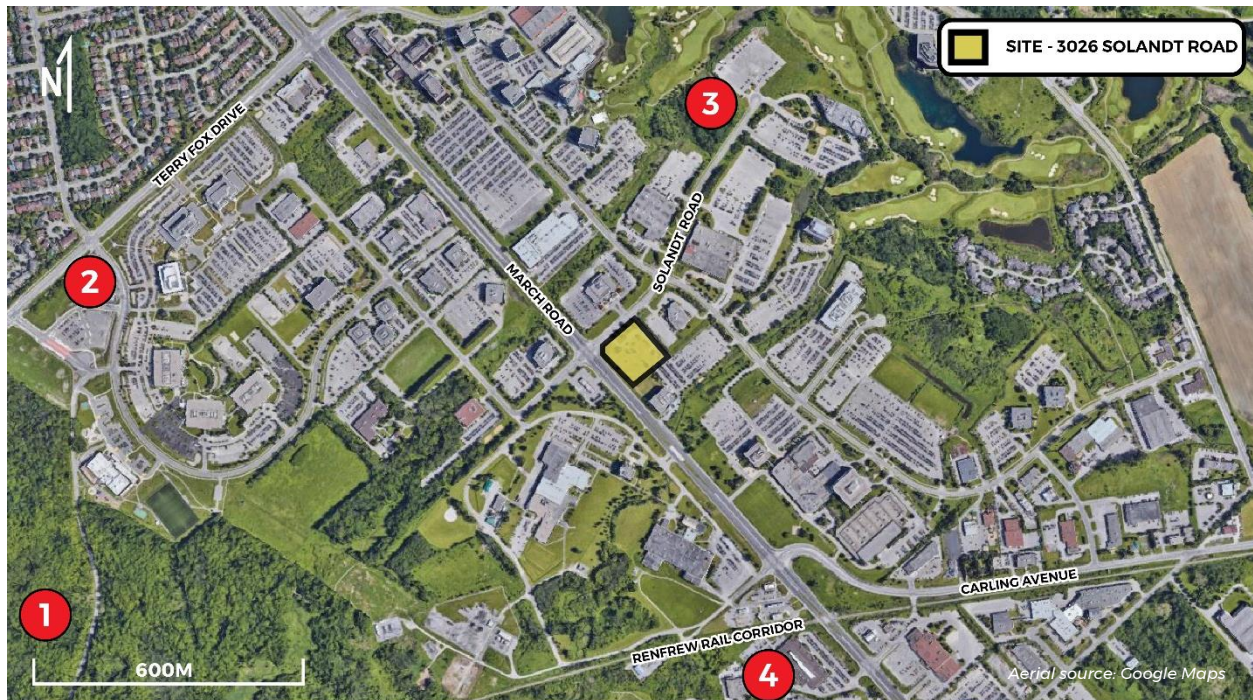 SITE - 3026 SOLANDT ROAD
N
3
TERRY FOX DRIVE
SOLANDT ROAD
2
MARCH ROAD
CARLING AVENUE
1
RENFREW RAIL CORRIDOR
600M
4
Aerial source: Google Maps